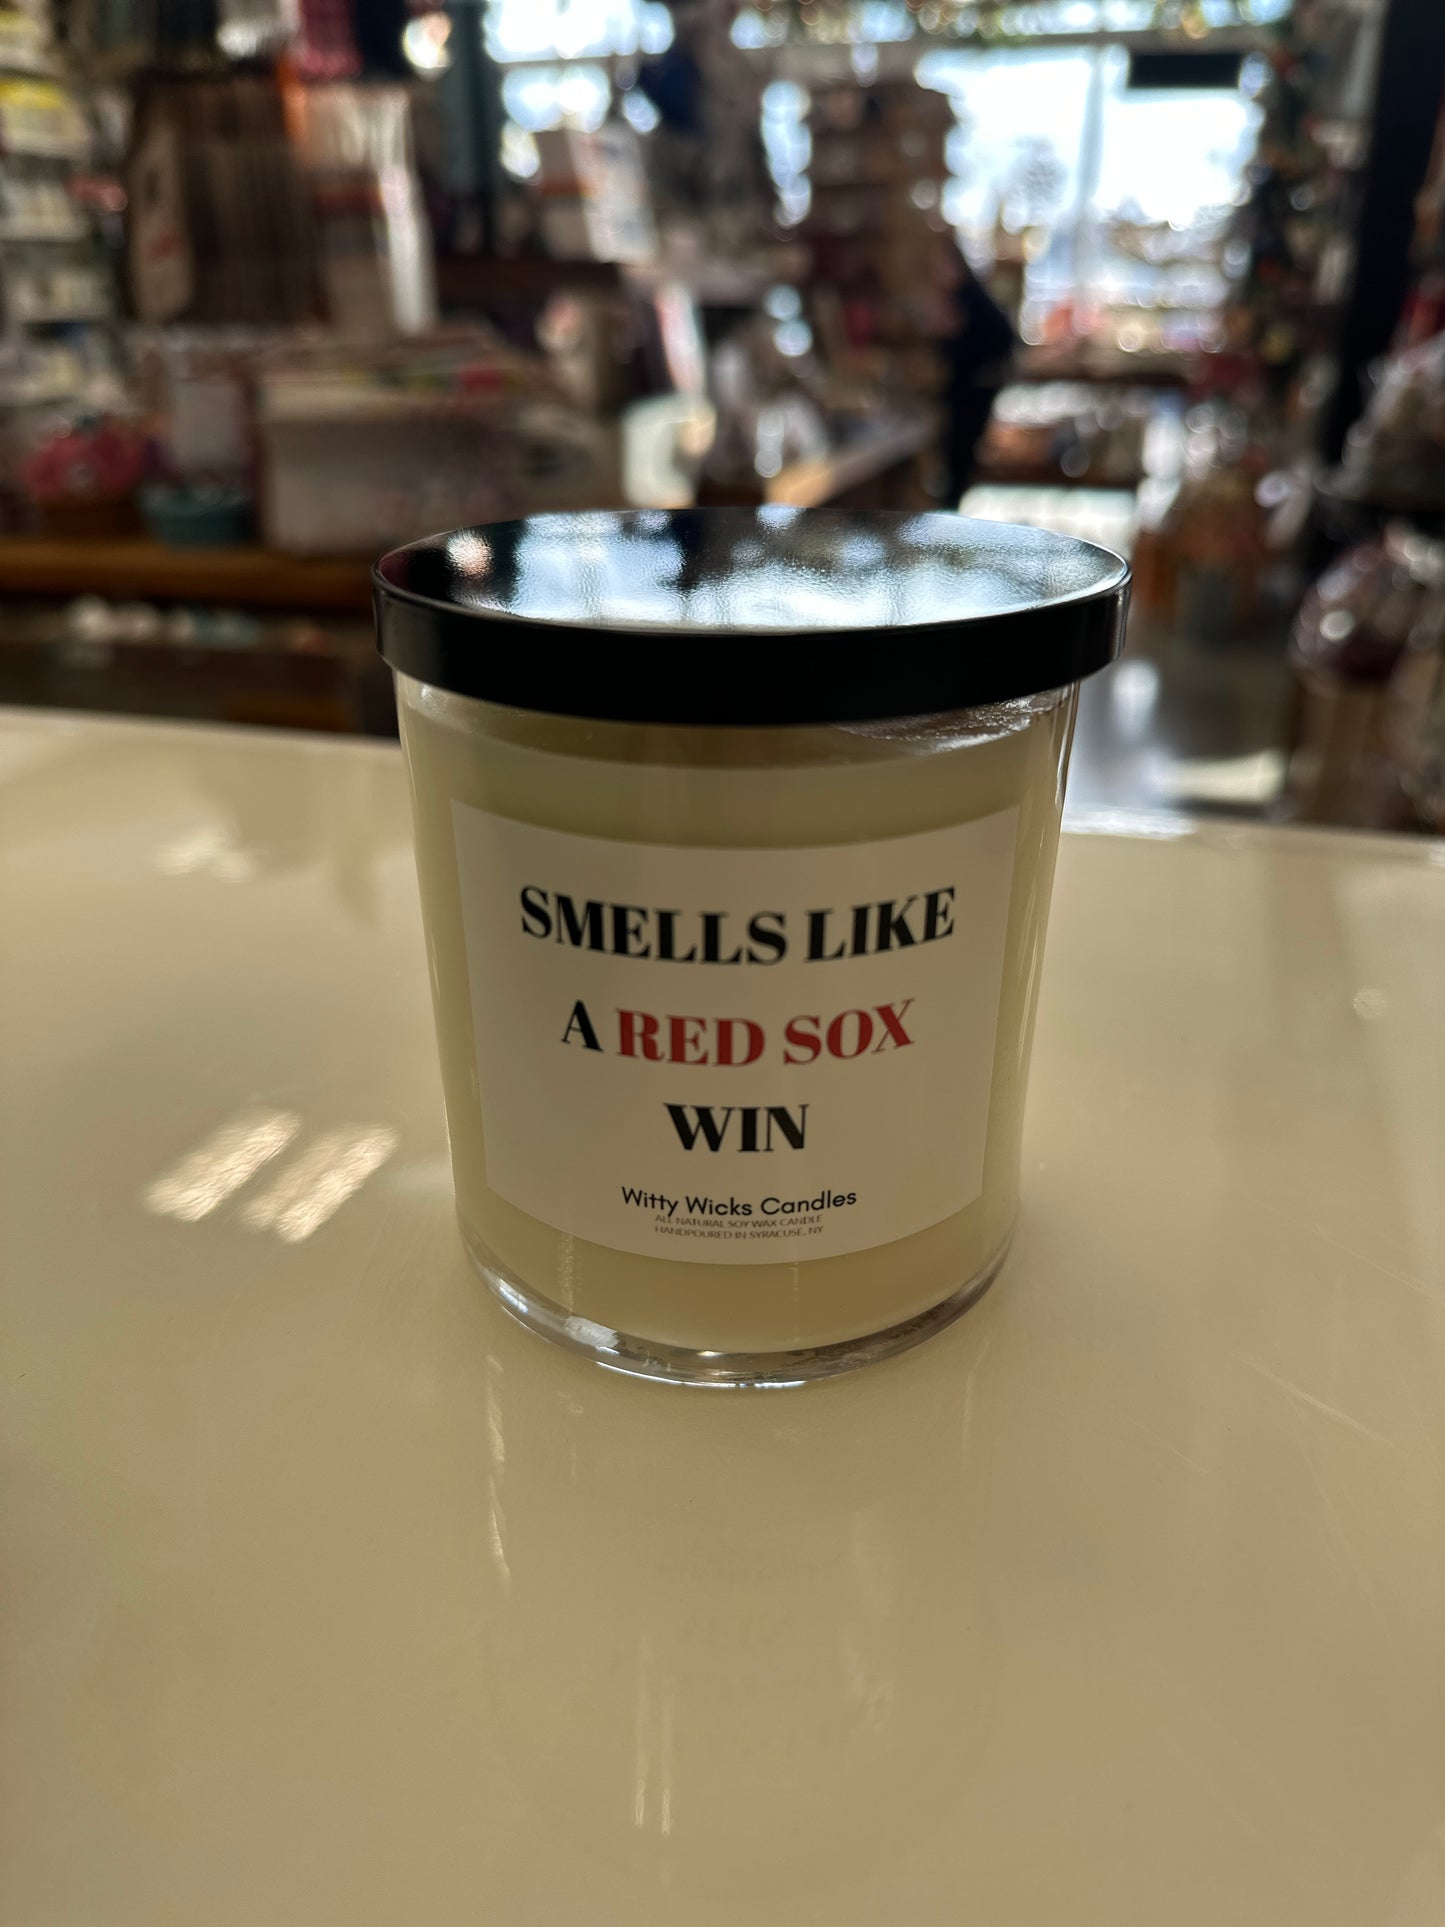 SMELLS LIKE
A RED SOX
WIN
Witty Wicks Candles
ALL NATURAL SOY WAX CANDLE
HANDPOURED IN SYRACUSE, NY